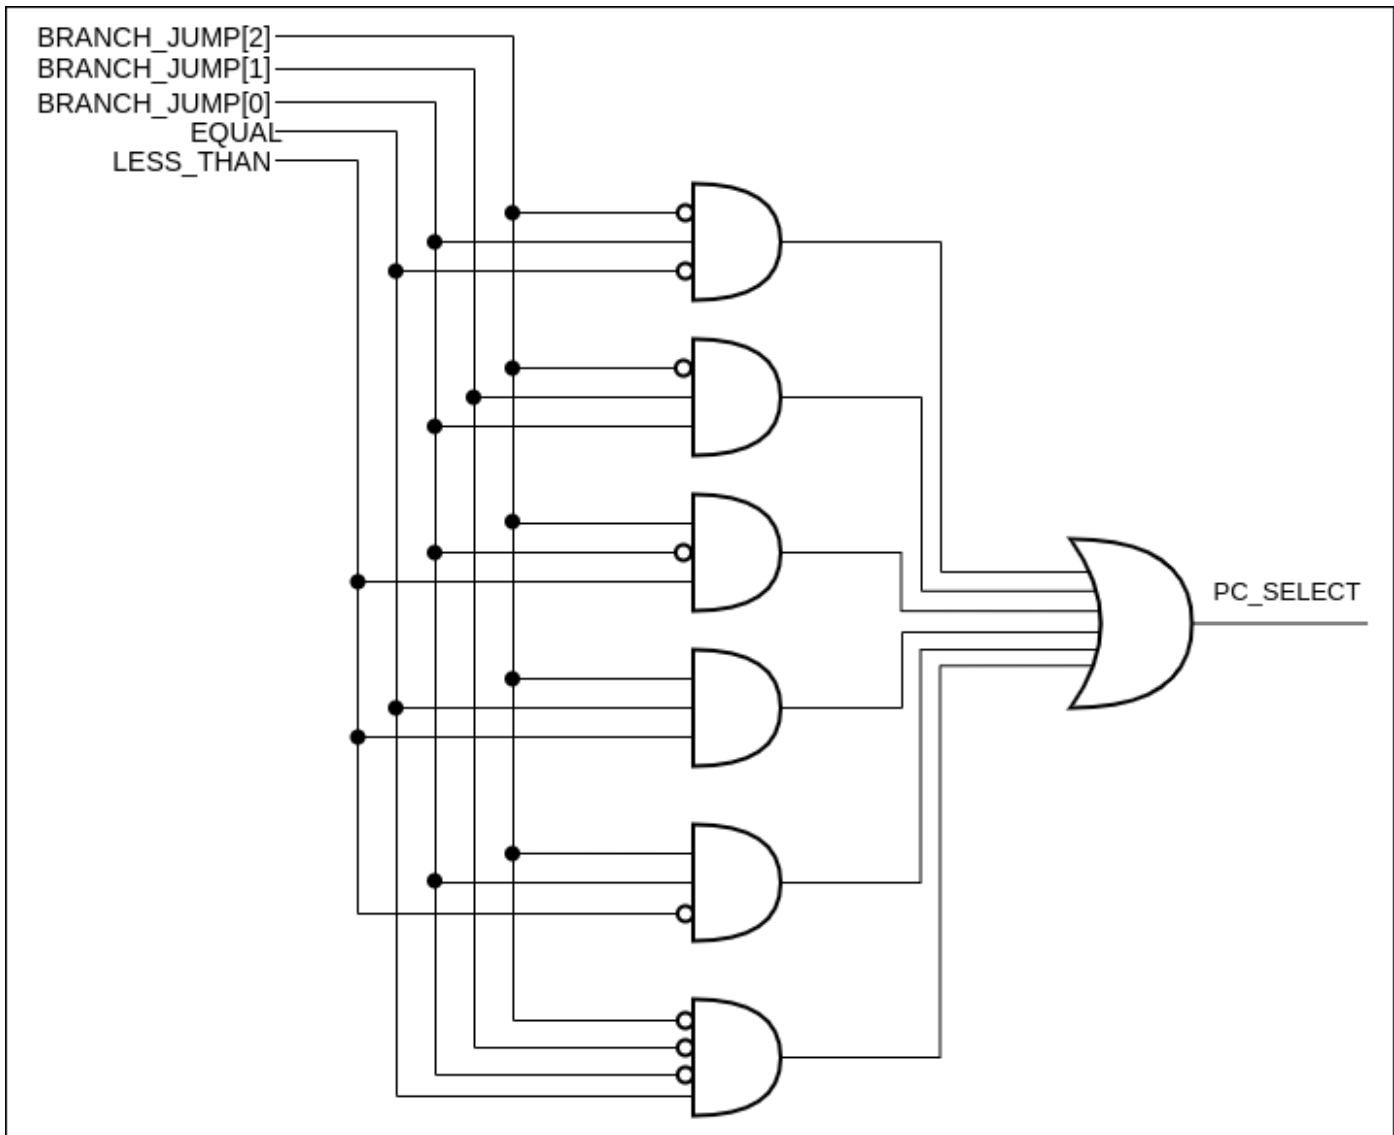 BRANCH_JUMP[2]
BRANCH_JUMP[1]
BRANCH_JUMP[0]
EQUAL
LESS_THAN
PC_SELECT